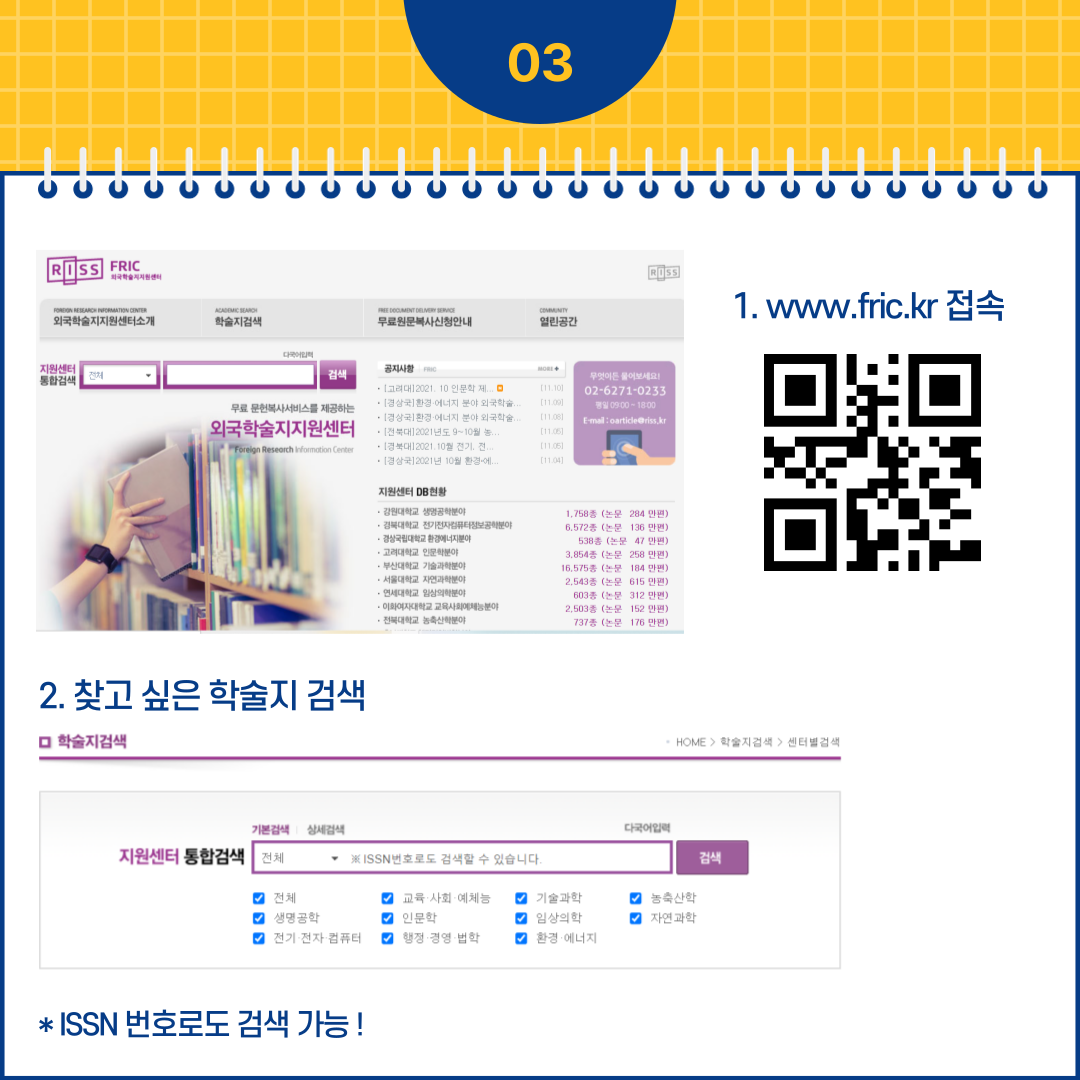 03
RISS FRIC
외국학술지지원센터
RISS
FOREIGN RESEARCH INFORMATION CENTER
외국학술지지원센터소개
ACADEMIC SEARCH
학술지검색
FREE DOCUMENT DELIVERY SERVICE
무료원문복사신청안내
COMMUNITY
열린공간
다국어입력
지원센터
통합검색
전체
검색
무료 문헌복사서비스를 제공하는
외국학술지지원센터
Foreign Research Information Center
공지사항 FRIC MORE
[고려대]2021. 10 인문학 제... [11.10]
[경상국]환경·에너지 분야 외국학술... [11.09]
[경상국]환경·에너지 분야 외국학술... [11.08]
[전북대]2021년도 9~10월 농... [11.05]
[경북대]2021.10월 전기, 전... [11.05]
[경상국]2021년 10월 환경·에... [11.04]
무엇이든 물어보세요!
02-6271-0233
평일 09:00 ~ 18:00
E-mail : oarticle@riss.kr
지원센터 DB현황
강원대학교 생명공학분야 1,758종 (논문 284 만편)
경북대학교 전기전자컴퓨터정보공학분야 6,572종 (논문 136 만편)
경상국립대학교 환경에너지분야 538종 (논문 47 만편)
고려대학교 인문학분야 3,854종 (논문 258 만편)
부산대학교 기술과학분야 16,575종 (논문 184 만편)
서울대학교 자연과학분야 2,543종 (논문 615 만편)
연세대학교 임상의학분야 603종 (논문 312 만편)
이화여자대학교 교육사회예체능분야 2,503종 (논문 152 만편)
전북대학교 농축산학분야 737종 (논문 176 만편)
1. www.fric.kr 접속
2. 찾고 싶은 학술지 검색
학술지검색
HOME > 학술지검색 > 센터별검색
기본검색 | 상세검색
다국어입력
지원센터 통합검색
전체
※ ISSN번호로도 검색할 수 있습니다.
검색
전체 교육·사회·예체능 기술과학 농축산학
생명공학 인문학 임상의학 자연과학
전기·전자·컴퓨터 행정·경영·법학 환경·에너지
* ISSN 번호로도 검색 가능 !